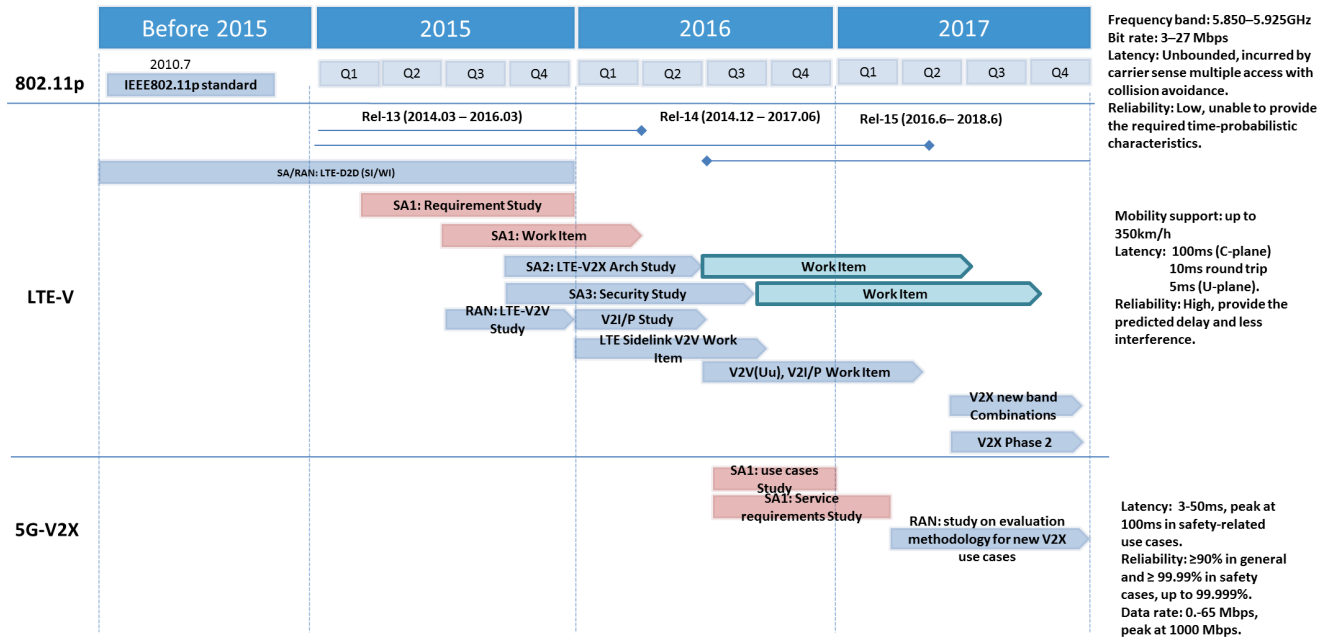 Before 2015
2015
2016
2017
802.11p
2010.7
IEEE802.11p standard
Q1
Q2
Q3
Q4
Q1
Q2
Q3
Q4
Q1
Q2
Q3
Q4
Frequency band: 5.850–5.925GHz
Bit rate: 3–27 Mbps
Latency: Unbounded, incurred by
carrier sense multiple access with
collision avoidance.
Reliability: Low, unable to provide
the required time-probabilistic
characteristics.
Rel-13 (2014.03 – 2016.03)
Rel-14 (2014.12 – 2017.06)
Rel-15 (2016.6– 2018.6)
LTE-V
SA/RAN: LTE-D2D (SI/WI)
SA1: Requirement Study
SA1: Work Item
SA2: LTE-V2X Arch Study
Work Item
SA3: Security Study
Work Item
RAN: LTE-V2V
Study
V2I/P Study
LTE Sidelink V2V Work
Item
V2V(Uu), V2I/P Work Item
V2X new band
Combinations
V2X Phase 2
Mobility support: up to
350km/h
Latency: 100ms (C-plane)
10ms round trip
5ms (U-plane).
Reliability: High, provide the
predicted delay and less
interference.
5G-V2X
SA1: use cases
Study
SA1: Service
requirements Study
RAN: study on evaluation
methodology for new V2X
use cases
Latency: 3-50ms, peak at
100ms in safety-related
use cases.
Reliability: ≥90% in general
and ≥ 99.99% in safety
cases, up to 99.999%.
Data rate: 0.-65 Mbps,
peak at 1000 Mbps.